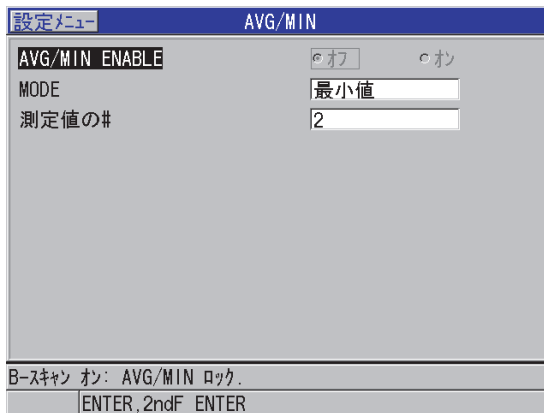 設定メニュー AVG/MIN
AVG/MIN ENABLE オフ オン
MODE 最小値
測定値の# 2
B-スキャン オン: AVG/MIN ロック.
ENTER,2ndF ENTER